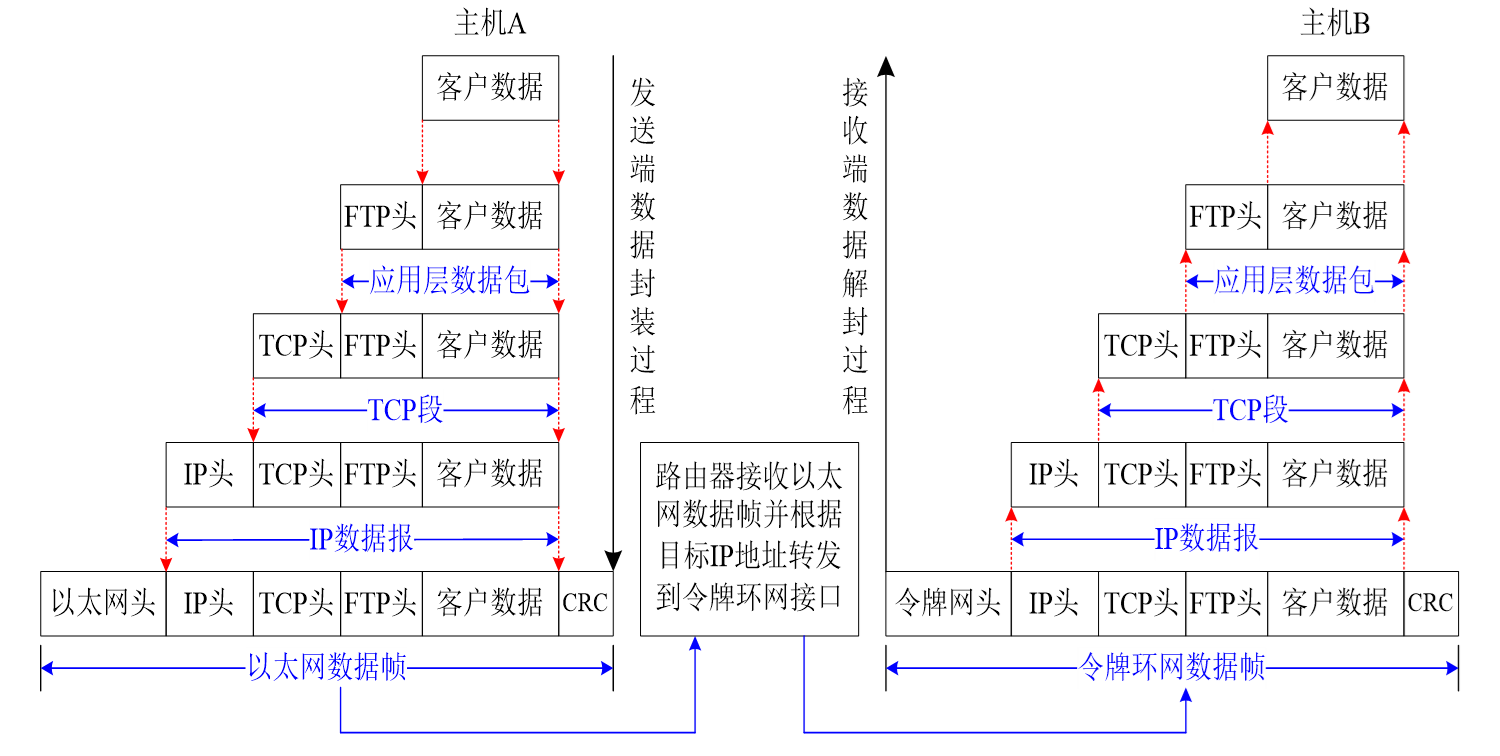 主机A
客户数据
FTP头 客户数据
应用层数据包
TCP头 FTP头 客户数据
TCP段
IP头 TCP头 FTP头 客户数据
IP数据报
以太网头 IP头 TCP头 FTP头 客户数据 CRC
以太网数据帧
发送端数据封装过程
路由器接收以太
网数据帧并根据
目标IP地址转发
到令牌环网接口
接收端数据解封过程
主机B
客户数据
FTP头 客户数据
应用层数据包
TCP头 FTP头 客户数据
TCP段
IP头 TCP头 FTP头 客户数据
IP数据报
令牌网头 IP头 TCP头 FTP头 客户数据 CRC
令牌环网数据帧